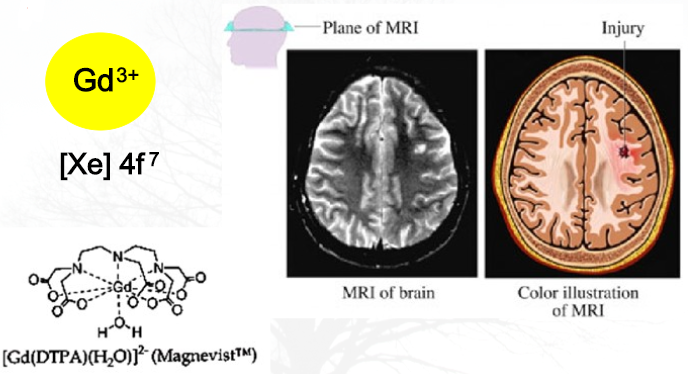 Plane of MRI
Injury
Gd³⁺
[Xe] 4f⁷
MRI of brain
Color illustration
of MRI
N
N
N
O
O
O
O
O
O
O
O
Gd
O
H
H
[Gd(DTPA)(H₂O)]²⁻ (Magnevist™)